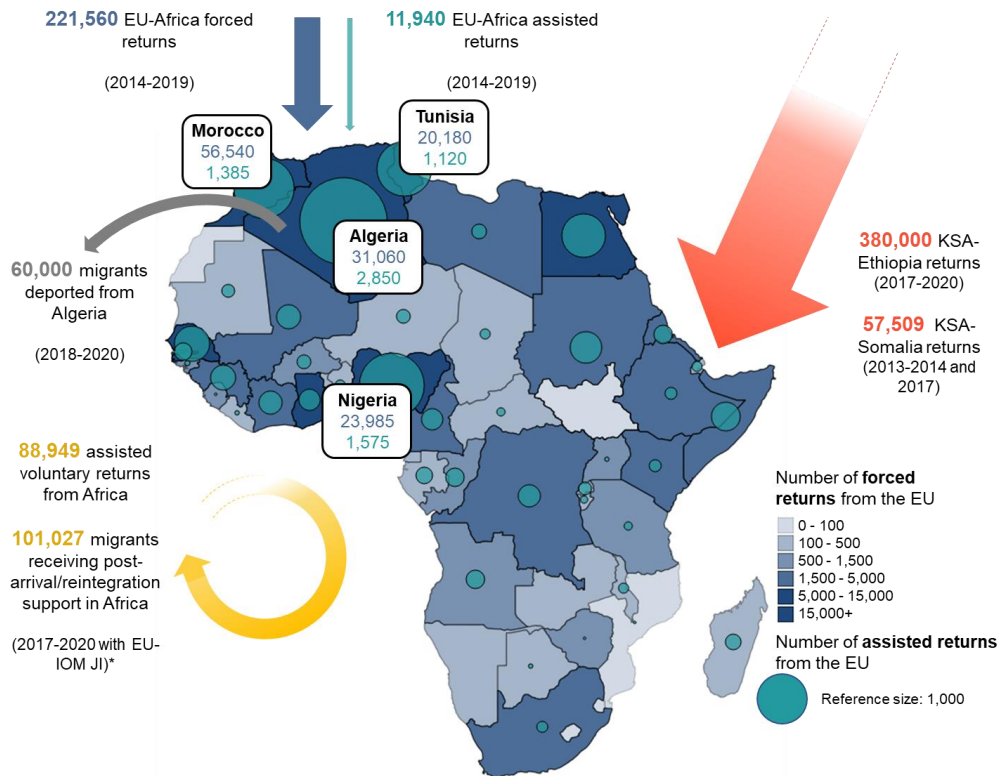 221,560 EU-Africa forced
returns
(2014-2019)
11,940 EU-Africa assisted
returns
(2014-2019)
Morocco
56,540
1,385
Tunisia
20,180
1,120
Algeria
31,060
2,850
Nigeria
23,985
1,575
60,000 migrants
deported from
Algeria
(2018-2020)
88,949 assisted
voluntary returns
from Africa
101,027 migrants
receiving post-
arrival/reintegration
support in Africa
(2017-2020 with EU-
IOM JI)*
380,000 KSA-
Ethiopia returns
(2017-2020)
57,509 KSA-
Somalia returns
(2013-2014 and
2017)
Number of forced
returns from the EU
0 - 100
100 - 500
500 - 1,500
1,500 - 5,000
5,000 - 15,000
15,000+
Number of assisted returns
from the EU
Reference size: 1,000